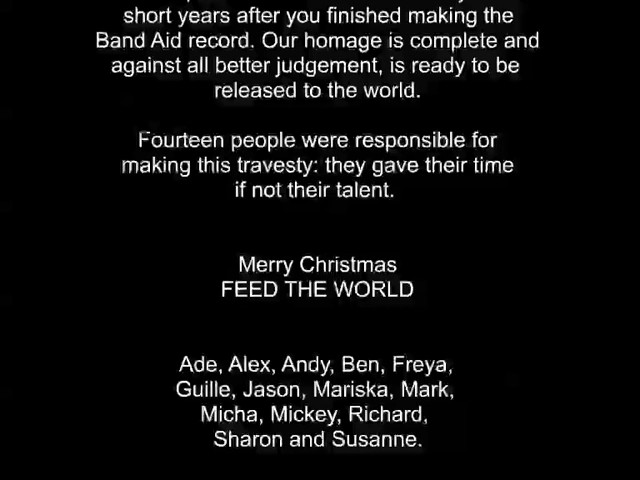 short years after you finished making the
Band Aid record. Our homage is complete and
against all better judgement, is ready to be
released to the world.
Fourteen people were responsible for
making this travesty: they gave their time
if not their talent.
Merry Christmas
FEED THE WORLD
Ade, Alex, Andy, Ben, Freya,
Guille, Jason, Mariska, Mark,
Micha, Mickey, Richard,
Sharon and Susanne.